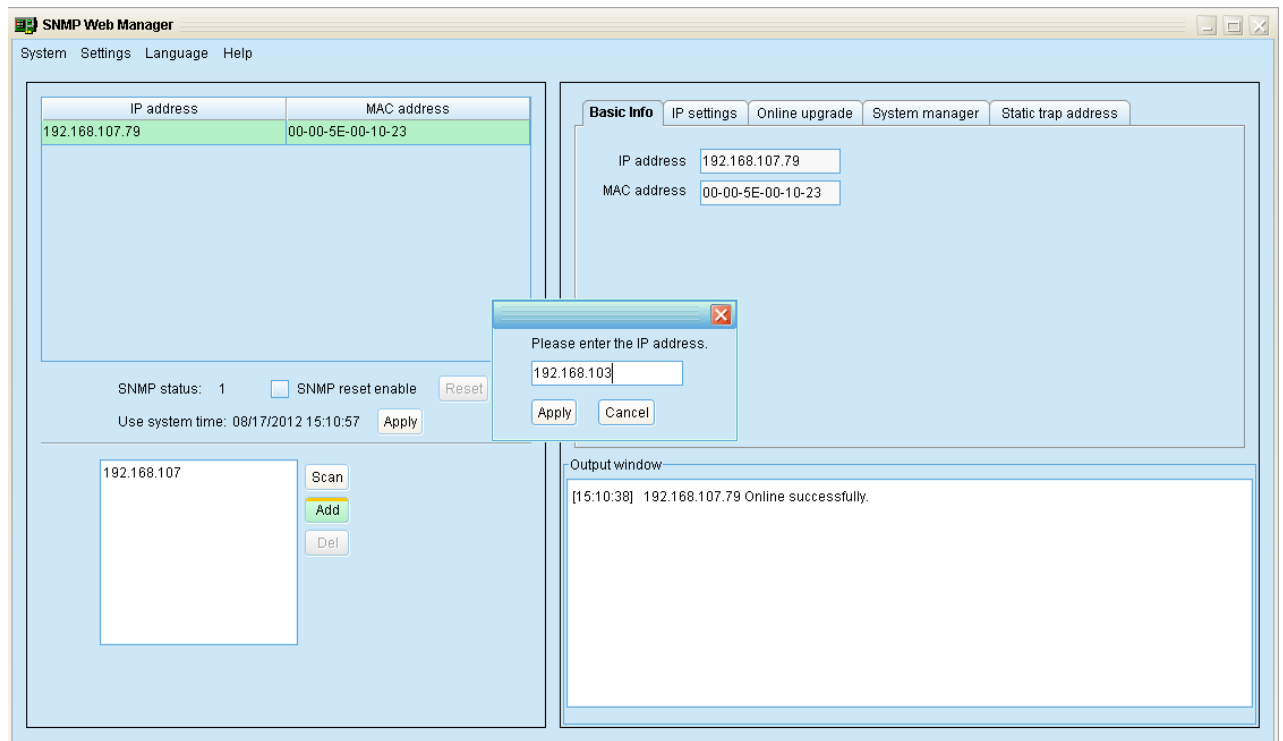 SNMP Web Manager
System Settings Language Help
IP address MAC address
192.168.107.79 00-00-5E-00-10-23
SNMP status: 1 SNMP reset enable Reset
Use system time: 08/17/2012 15:10:57 Apply
192.168.107
Scan
Add
Del
Basic Info IP settings Online upgrade System manager Static trap address
IP address 192.168.107.79
MAC address 00-00-5E-00-10-23
Please enter the IP address.
192.168.103
Apply Cancel
Output window
[15:10:38] 192.168.107.79 Online successfully.